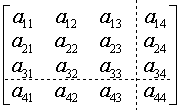 a₁₁ a₁₂ a₁₃ a₁₄
a₂₁ a₂₂ a₂₃ a₂₄
a₃₁ a₃₂ a₃₃ a₃₄
a₄₁ a₄₂ a₄₃ a₄₄